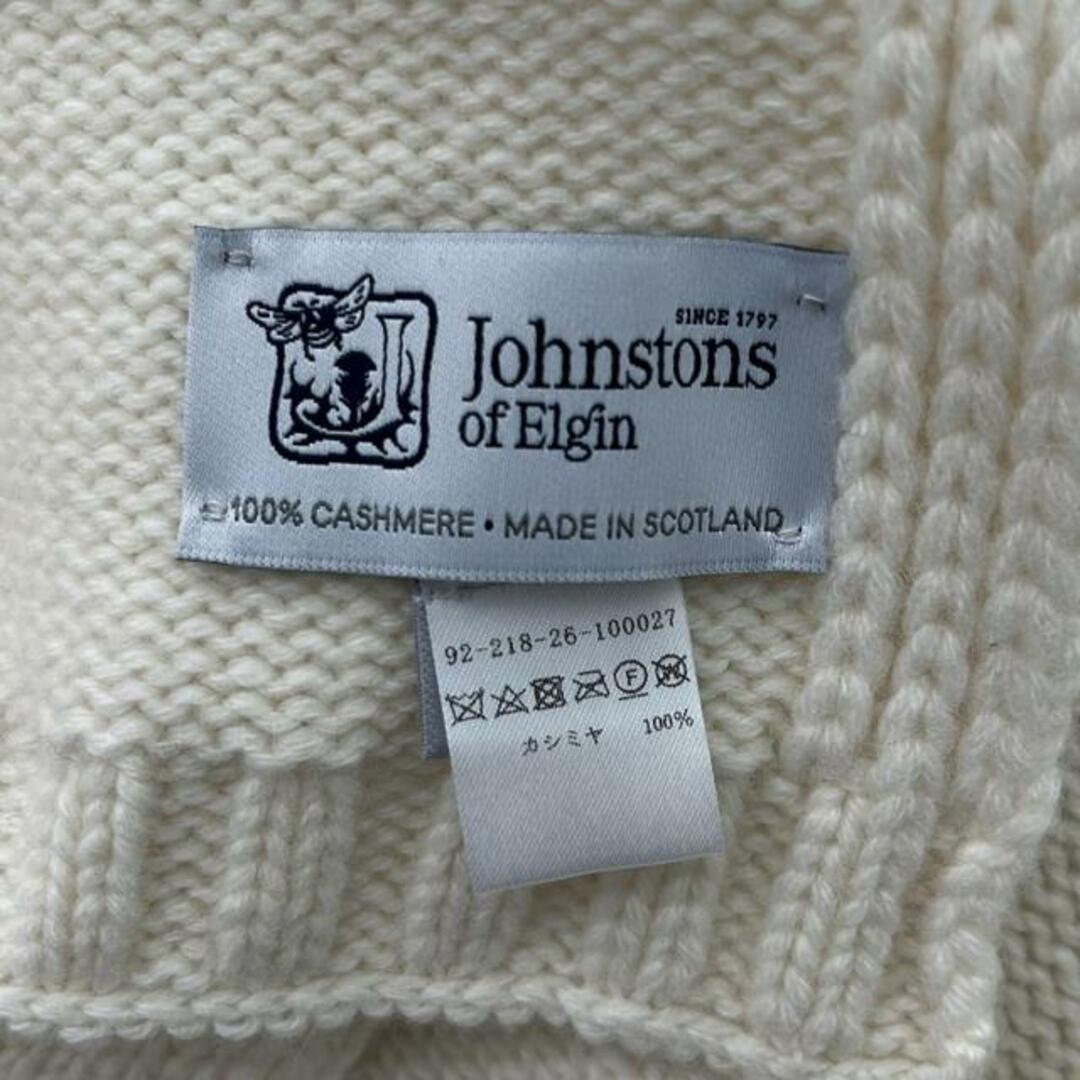 SINCE 1797
Johnstons
of Elgin
100% CASHMERE • MADE IN SCOTLAND
92-218-26-100027
F W
カシミヤ 100%